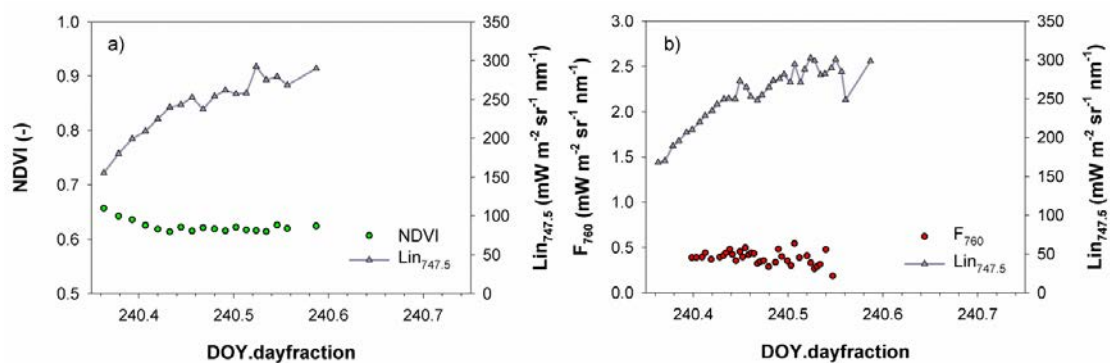 a)
1.0
0.9
0.8
0.7
0.6
0.5
NDVI (-)
350
300
250
200
150
100
50
0
Lin747.5 (mW m-2 sr-1 nm-1)
NDVI
Lin747.5
240.4 240.5 240.6 240.7
DOY.dayfraction
b)
3.0
2.5
2.0
1.5
1.0
0.5
0.0
F760 (mW m-2 sr-1 nm-1)
350
300
250
200
150
100
50
0
Lin747.5 (mW m-2 sr-1 nm-1)
F760
Lin747.5
240.4 240.5 240.6 240.7
DOY.dayfraction